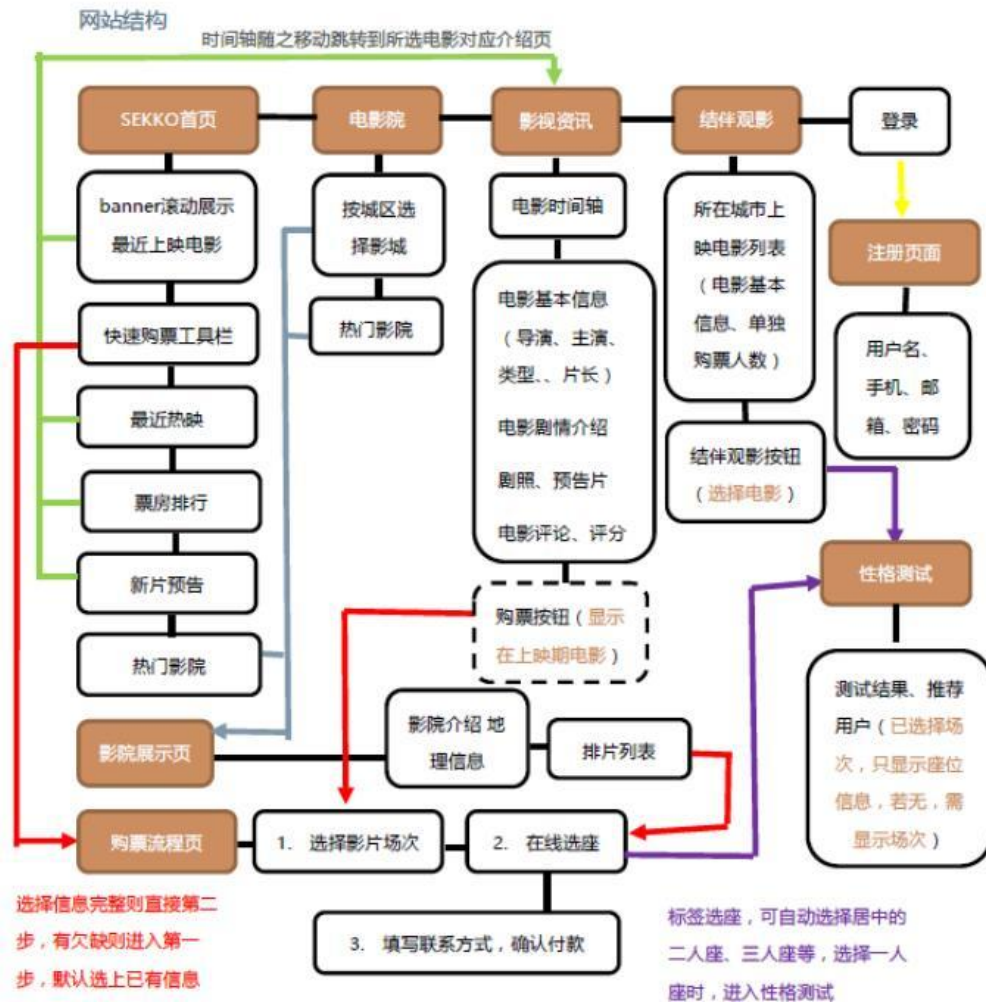 网站结构
时间轴随之移动跳转到所选电影对应介绍页
SEKKO首页
电影院
影视资讯
结伴观影
登录
banner滚动展示
最近上映电影
快速购票工具栏
最近热映
票房排行
新片预告
热门影院
按城区选
择影城
热门影院
电影时间轴
电影基本信息
（导演、主演、
类型、、片长）
电影剧情介绍
剧照、预告片
电影评论、评分
购票按钮（显示
在上映期电影）
所在城市上
映电影列表
（电影基本
信息、单独
购票人数）
结伴观影按钮
（选择电影）
注册页面
用户名、
手机、邮
箱、密码
性格测试
测试结果、推荐
用户（已选择场
次，只显示座位
信息，若无，需
显示场次）
影院展示页
影院介绍 地
理信息
排片列表
购票流程页
1. 选择影片场次
2. 在线选座
3. 填写联系方式，确认付款
选择信息完整则直接第二
步，有欠缺则进入第一
步，默认选上已有信息
标签选座，可自动选择居中的
二人座、三人座等，选择一人
座时，进入性格测试